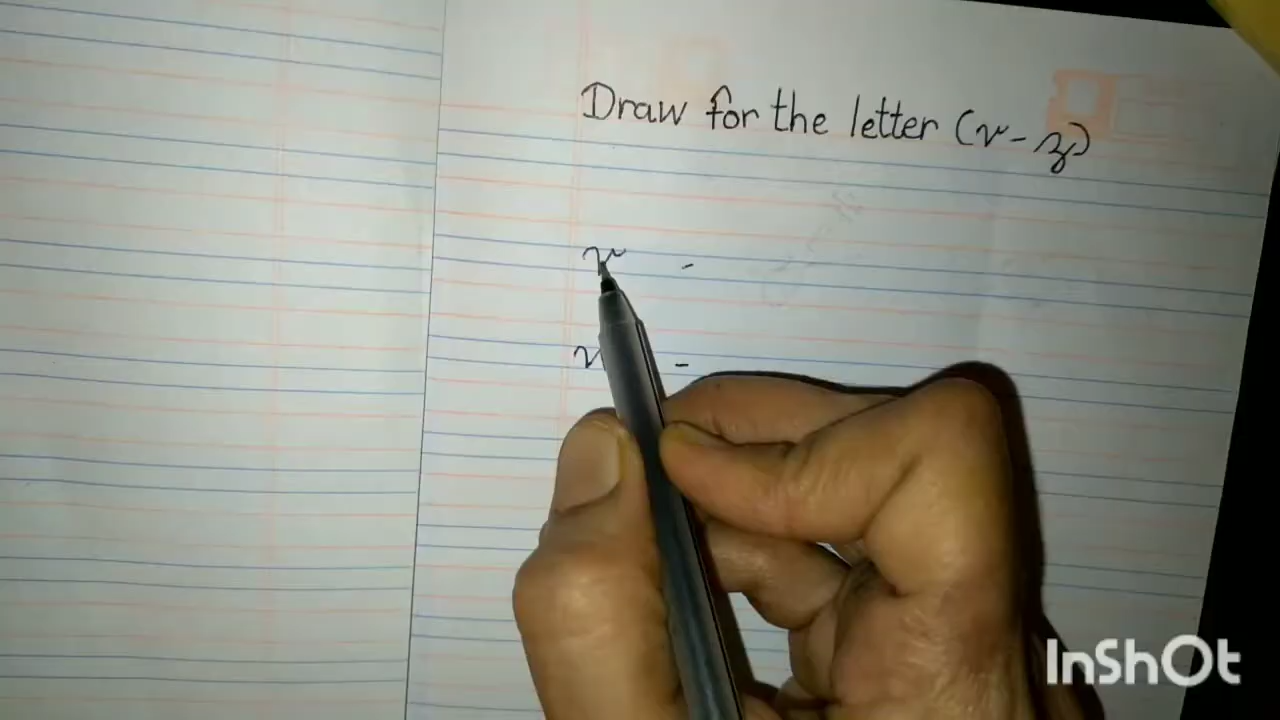 Draw for the letter (v-z)
v -
v -
InShOt